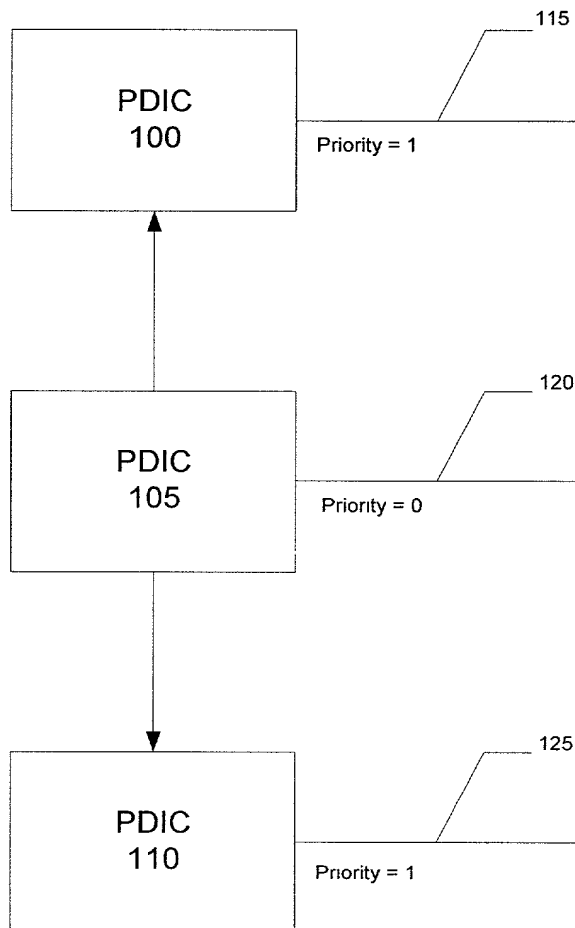 115
PDIC
100
Priority = 1
120
PDIC
105
Priority = 0
125
PDIC
110
Priority = 1